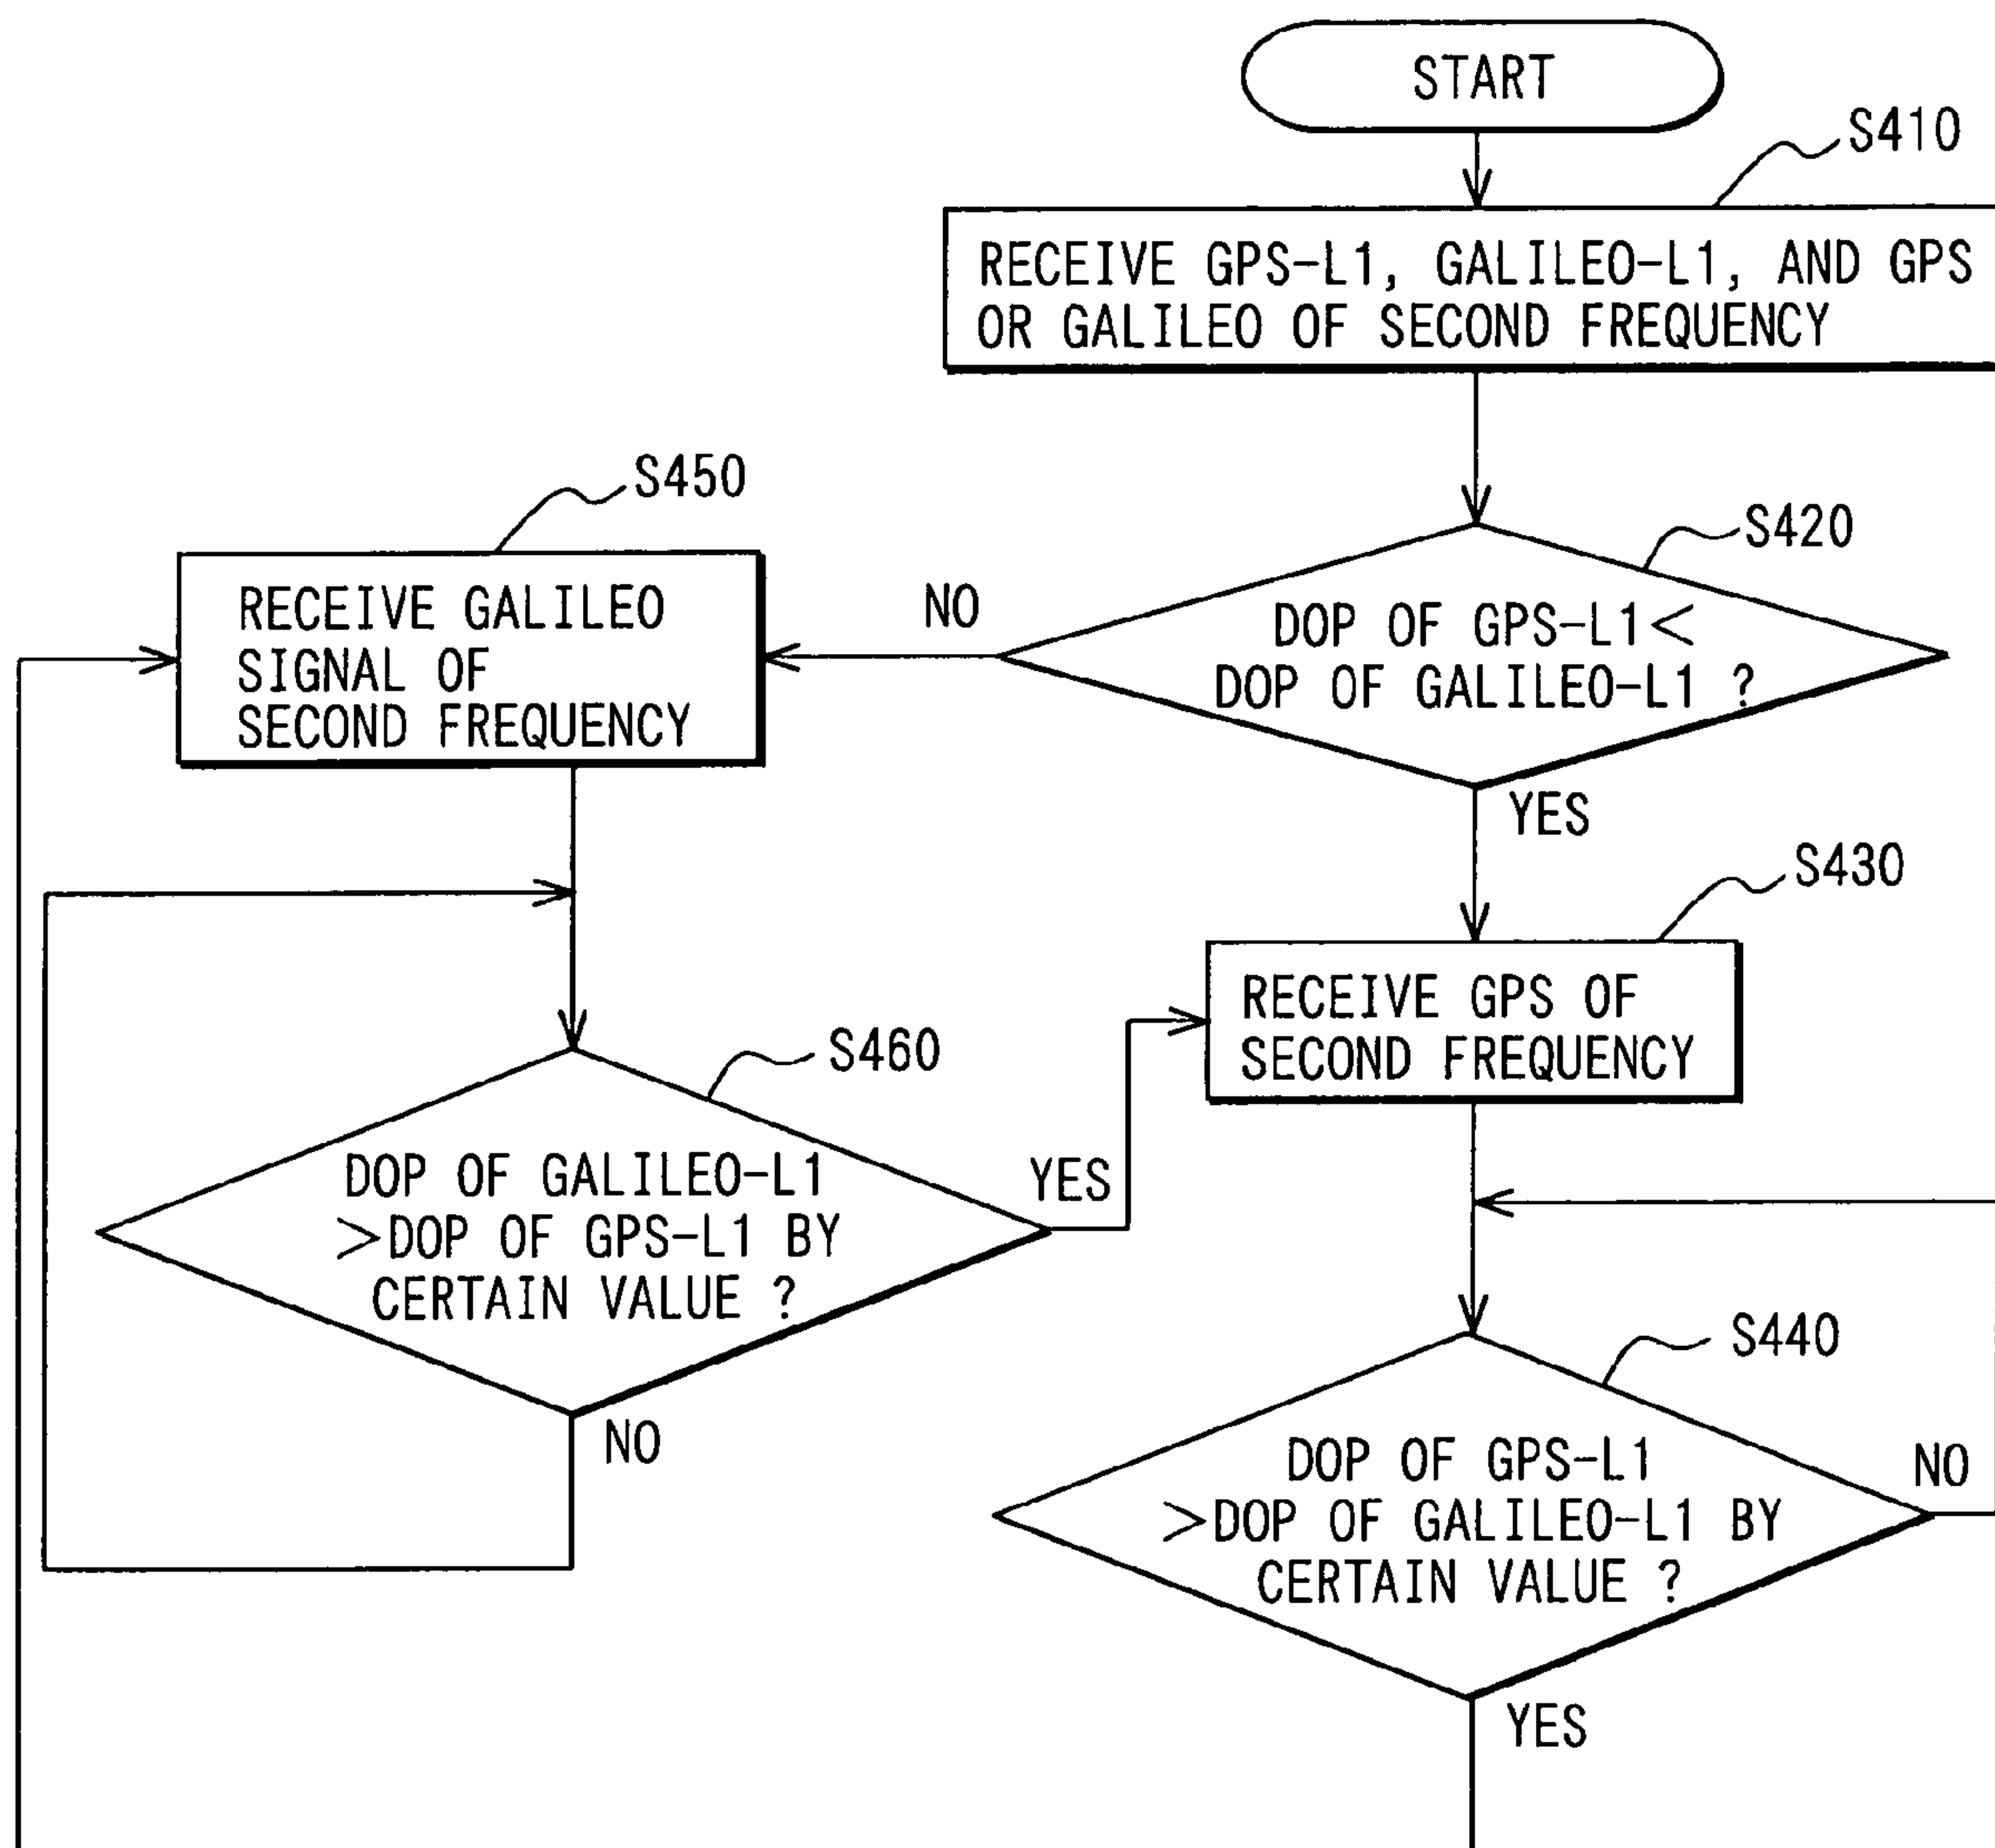 START
S410
RECEIVE GPS-L1, GALILEO-L1, AND GPS
OR GALILEO OF SECOND FREQUENCY
S420
DOP OF GPS-L1<
DOP OF GALILEO-L1 ?
NO
YES
S450
RECEIVE GALILEO
SIGNAL OF
SECOND FREQUENCY
S430
RECEIVE GPS OF
SECOND FREQUENCY
S460
DOP OF GALILEO-L1
>DOP OF GPS-L1 BY
CERTAIN VALUE ?
YES
NO
S440
DOP OF GPS-L1
>DOP OF GALILEO-L1 BY
CERTAIN VALUE ?
NO
YES